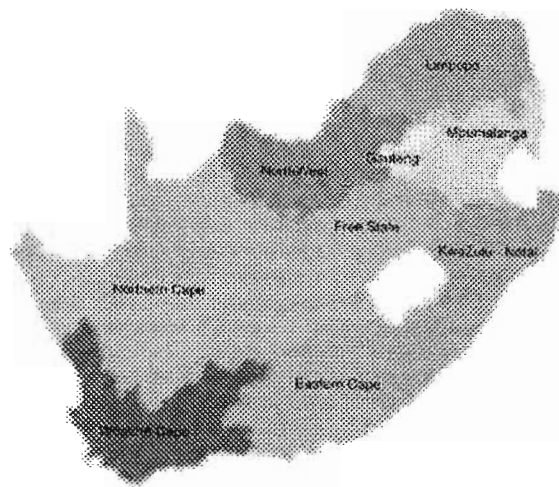 Limpopo
Mpumalanga
Gauteng
North West
Free State
KwaZulu - Natal
Northern Cape
Eastern Cape
Western Cape